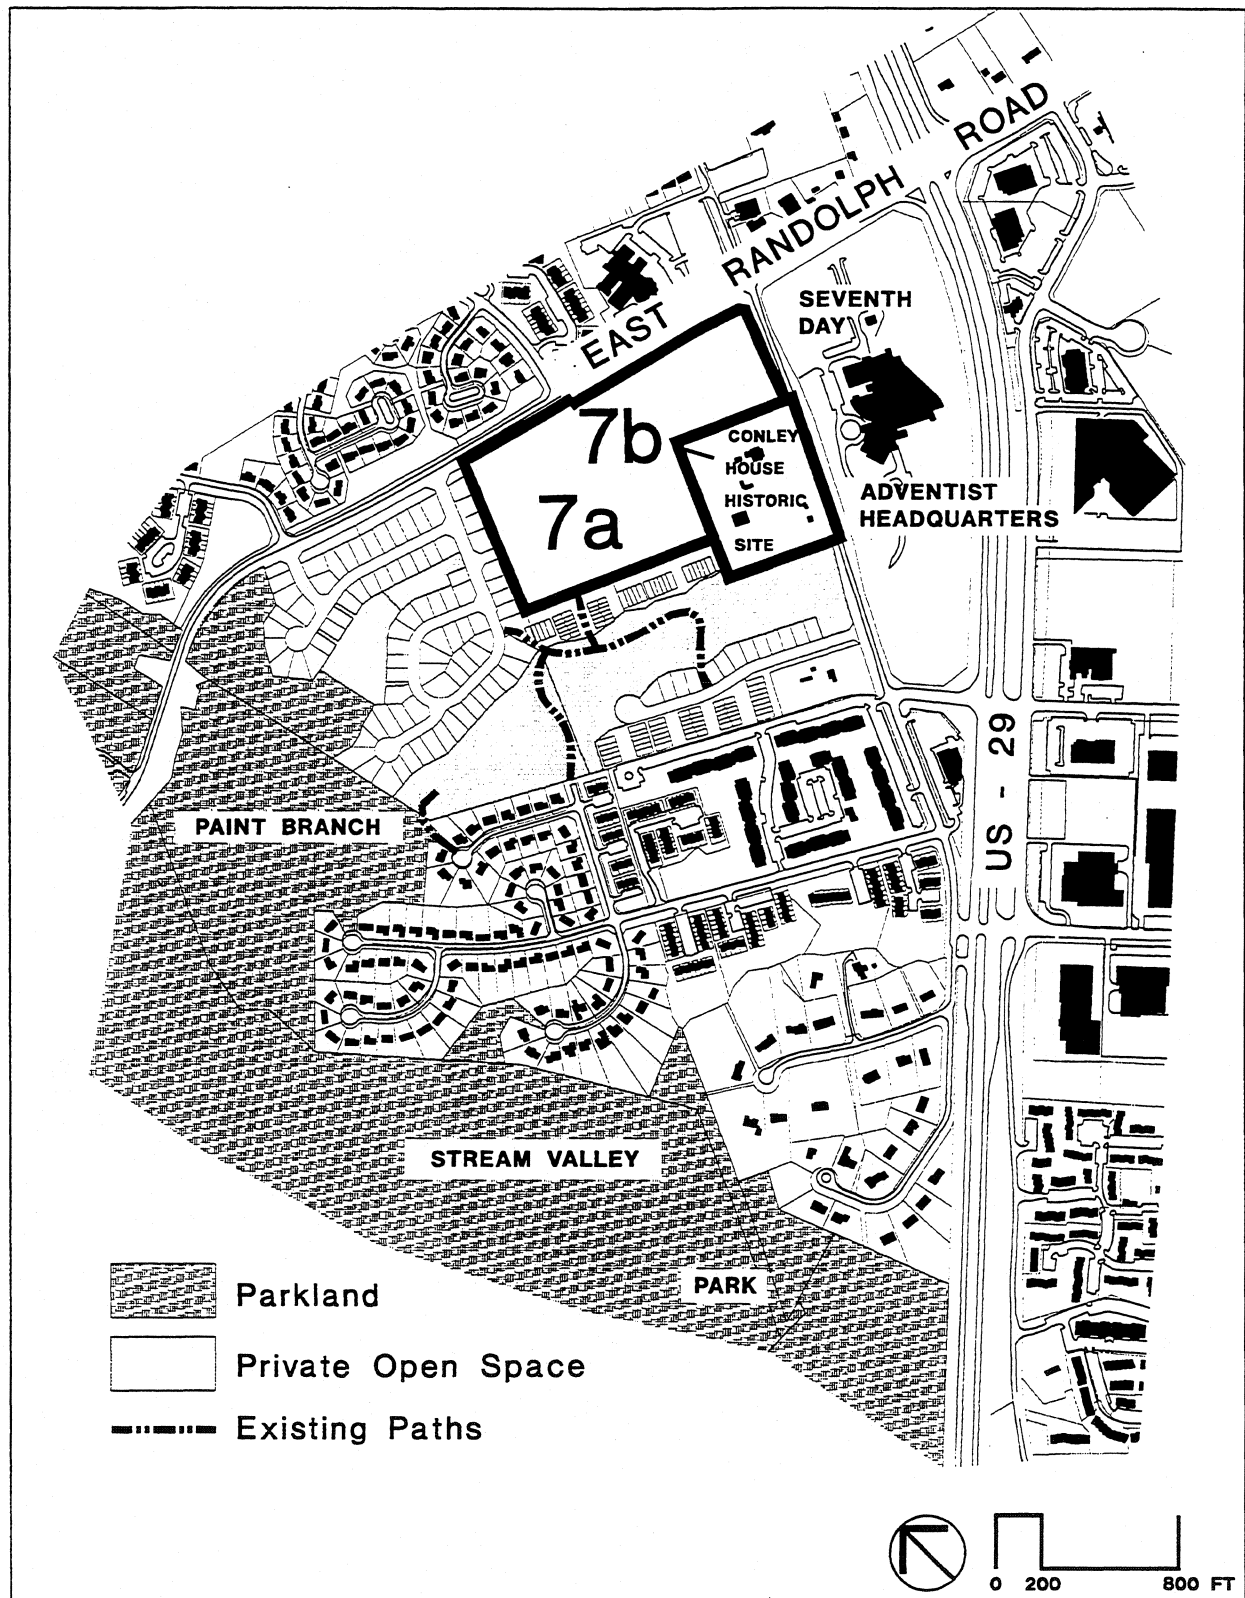 EAST RANDOLPH ROAD
SEVENTH
DAY
7b
7a
CONLEY
HOUSE
HISTORIC
SITE
ADVENTIST
HEADQUARTERS
US - 29
PAINT BRANCH
STREAM VALLEY
PARK
Parkland
Private Open Space
Existing Paths
0 200 800 FT